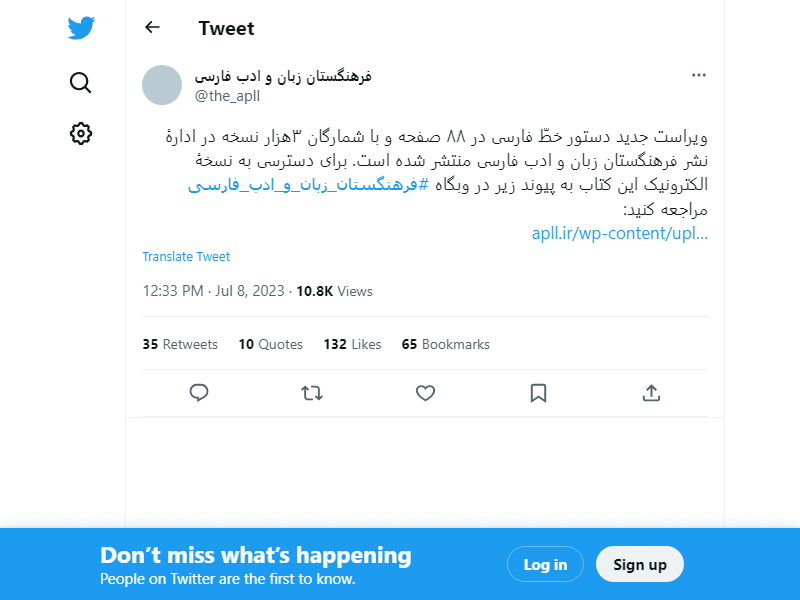 Tweet
فرهنگستان زبان و ادب فارسی
@the_apll
ویراست جدید دستور خطّ فارسی در ۸۸ صفحه و با شمارگان ۳هزار نسخه در ادارهٔ
نشر فرهنگستان زبان و ادب فارسی منتشر شده است. برای دسترسی به نسخهٔ
الکترونیک این کتاب به پیوند زیر در وبگاه #فرهنگستان_زبان_و_ادب_فارسی
مراجعه کنید:
apll.ir/wp-content/upl…
Translate Tweet
12:33 PM · Jul 8, 2023 · 10.8K Views
35 Retweets 10 Quotes 132 Likes 65 Bookmarks
Don’t miss what’s happening
People on Twitter are the first to know.
Log in
Sign up